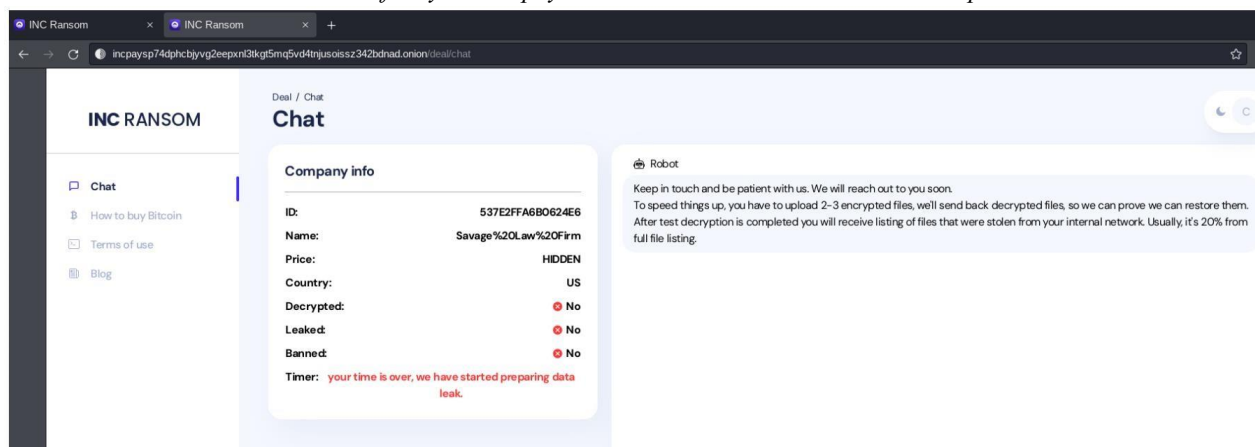 INC Ransom × INC Ransom × +
incpaysp74dphcbjyvg2eepxnl3tkgt5mq5vd4tnjusoissz342bdnad.onion/deal/chat
INC RANSOM
Chat
How to buy Bitcoin
Terms of use
Blog
Deal / Chat
Chat
C
Company info
ID: 537E2FFA6B0624E6
Name: Savage%20Law%20Firm
Price: HIDDEN
Country: US
Decrypted: No
Leaked: No
Banned: No
Timer: your time is over, we have started preparing data
leak.
Robot
Keep in touch and be patient with us. We will reach out to you soon.
To speed things up, you have to upload 2-3 encrypted files, we'll send back decrypted files, so we can prove we can restore them.
After test decryption is completed you will receive listing of files that were stolen from your internal network. Usually, it's 20% from
full file listing.